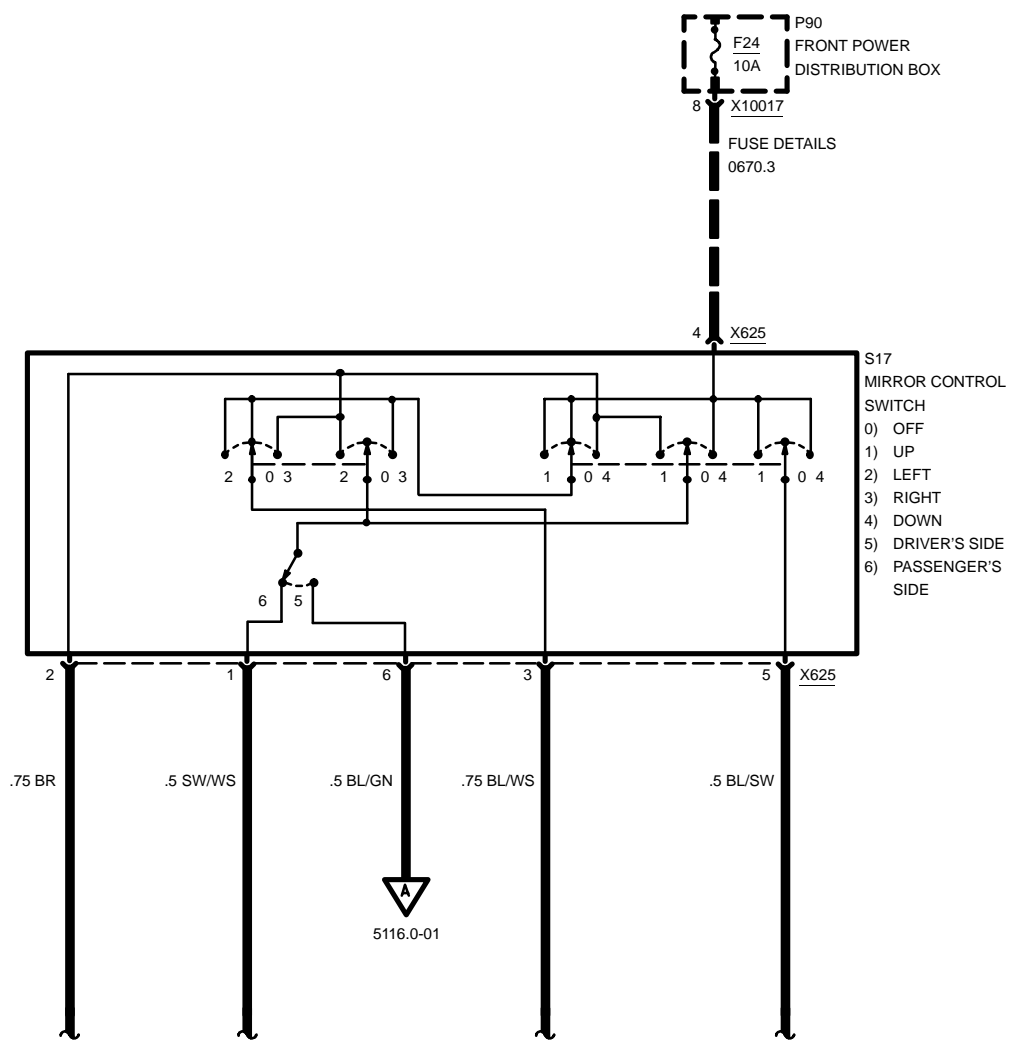 P90
F24
FRONT POWER
10A
DISTRIBUTION BOX
8 X10017
FUSE DETAILS
0670.3
4 X625
S17
MIRROR CONTROL
SWITCH
0) OFF
1) UP
2) LEFT
3) RIGHT
4) DOWN
5) DRIVER'S SIDE
6) PASSENGER'S
SIDE
2 0 3 2 0 3 1 0 4 1 0 4 1 0 4
6 5
2 1 6 3 5 X625
.75 BR .5 SW/WS .5 BL/GN .75 BL/WS .5 BL/SW
A
5116.0-01